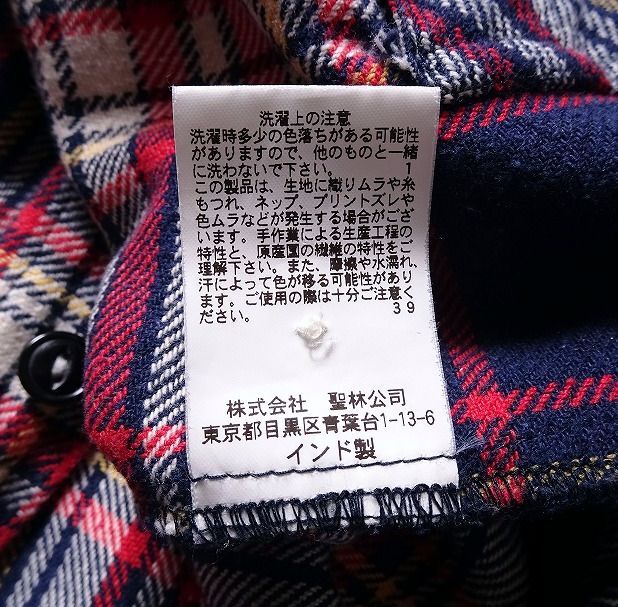 洗濯上の注意
洗濯時多少の色落ちがある可能性
がありますので、他のものと一緒
に洗わないで下さい。 1
この製品は、生地に織りムラや糸
もつれ、ネップ、プリントズレや
色ムラなどが発生する場合がござ
います。手作業による生産工程の
特性と、原産国の繊維の特性をご
理解下さい。また、摩擦や水濡れ、
汗によって色が移る可能性があり
ます。ご使用の際は十分ご注意く
ださい。 39
株式会社 聖林公司
東京都目黒区青葉台1-13-6
インド製